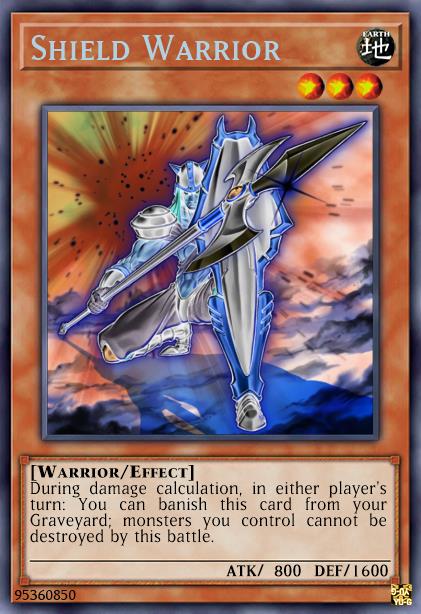 SHIELD WARRIOR
EARTH
地
[WARRIOR/EFFECT]
During damage calculation, in either player's
turn: You can banish this card from your
Graveyard; monsters you control cannot be
destroyed by this battle.
ATK/ 800 DEF/1600
95360850